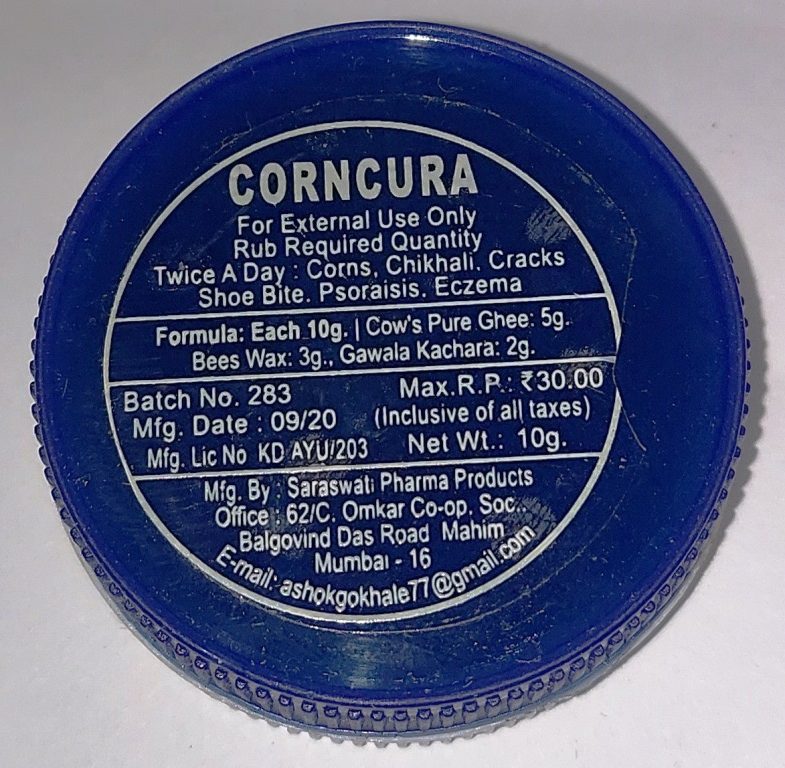 CORNCURA
For External Use Only
Rub Required Quantity
Twice A Day : Corns, Chikhali. Cracks
Shoe Bite. Psoraisis. Eczema
Formula: Each 10g. | Cow's Pure Ghee: 5g.
Bees Wax: 3g., Gawala Kachara: 2g.
Batch No. 283 Max.R.P.: ₹30.00
Mfg. Date : 09/20 (Inclusive of all taxes)
Mfg. Lic No KD AYU/203 Net Wt.: 10g.
Mfg. By : Saraswati Pharma Products
Office : 62/C. Omkar Co-op. Soc..
Balgovind Das Road Mahim
Mumbai - 16
E-mail: ashokgokhale77@gmail.com